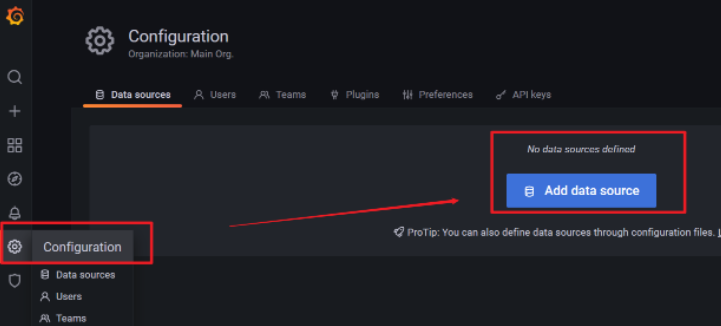 Configuration
Organization: Main Org.
Data sources Users Teams Plugins Preferences API keys
No data sources defined
Add data source
ProTip: You can also define data sources through configuration files.
Configuration
Data sources
Users
Teams